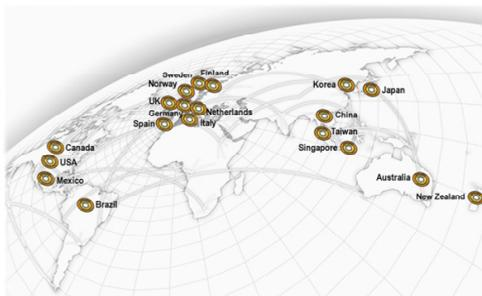 Sweden
Finland
Norway
UK
Germany
Netherlands
Spain
Italy
Korea
Japan
China
Taiwan
Singapore
Canada
USA
Mexico
Brazil
Australia
New Zealand